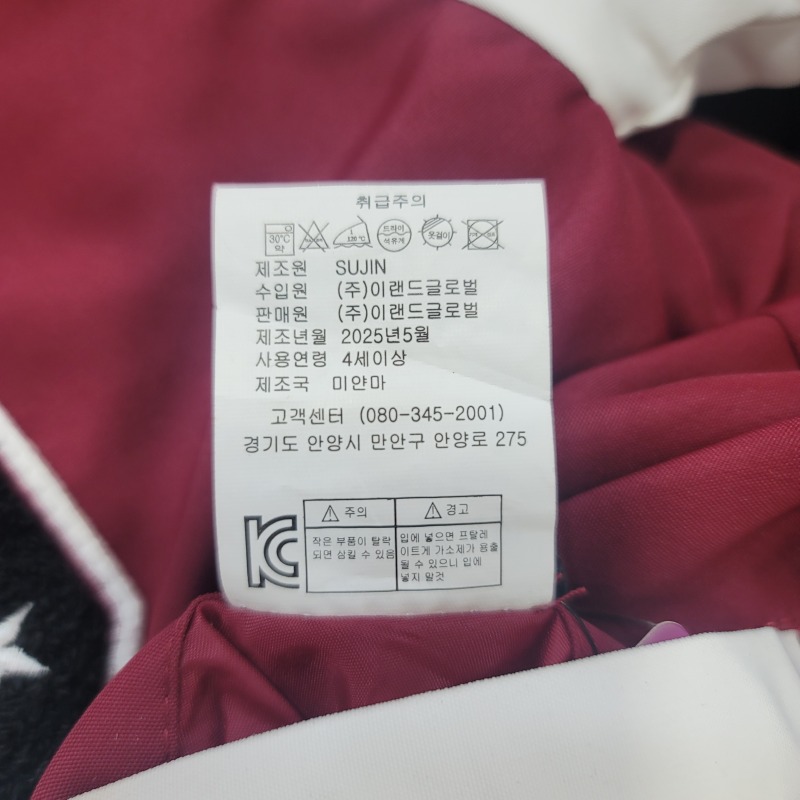 취급주의
30℃
약
120℃
드라이
석유계
옷걸이
제조원 SUJIN
수입원 (주)이랜드글로벌
판매원 (주)이랜드글로벌
제조년월 2025년5월
사용연령 4세이상
제조국 미얀마
고객센터 (080-345-2001)
경기도 안양시 만안구 안양로 275
KC
주의
작은 부품이 탈락
되면 삼킬 수 있음
경고
입에 넣으면 프탈레
이트계 가소제가 용출
될 수 있으니 입에
넣지 말것